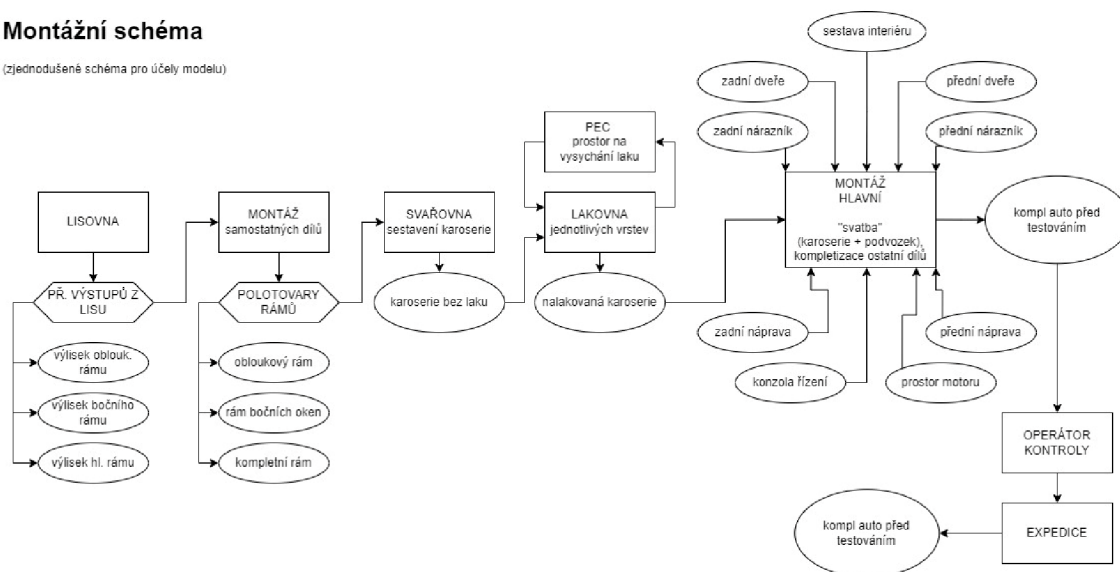 Montážní schéma
(zjednodušené schéma pro účely modelu)
sestava interiéru
zadní dveře
přední dveře
zadní nárazník
přední nárazník
PEC
prostor na
vysychání laku
LISOVNA
MONTÁŽ
samostatných dílů
SVAŘOVNA
sestavení karoserie
LAKOVNA
jednotlivých vrstev
MONTÁŽ
HLAVNÍ
"svatba"
(karoserie + podvozek),
kompletizace ostatní dílů
kompl auto před
testováním
PŘ. VÝSTUPŮ Z
LISU
POLOTOVARY
RÁMŮ
karoserie bez laku
nalakovaná karoserie
zadní náprava
přední náprava
konzola řízení
prostor motoru
výlisek oblouk.
rámu
výlisek bočního
rámu
výlisek hl. rámu
obloukový rám
rám bočních oken
kompletní rám
OPERÁTOR
KONTROLY
EXPEDICE
kompl auto před
testováním